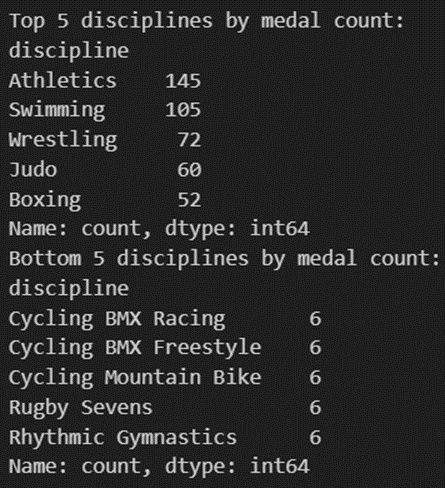 Top 5 disciplines by medal count:
discipline
Athletics    145
Swimming     105
Wrestling     72
Judo          60
Boxing        52
Name: count, dtype: int64
Bottom 5 disciplines by medal count:
discipline
Cycling BMX Racing       6
Cycling BMX Freestyle    6
Cycling Mountain Bike    6
Rugby Sevens             6
Rhythmic Gymnastics      6
Name: count, dtype: int64